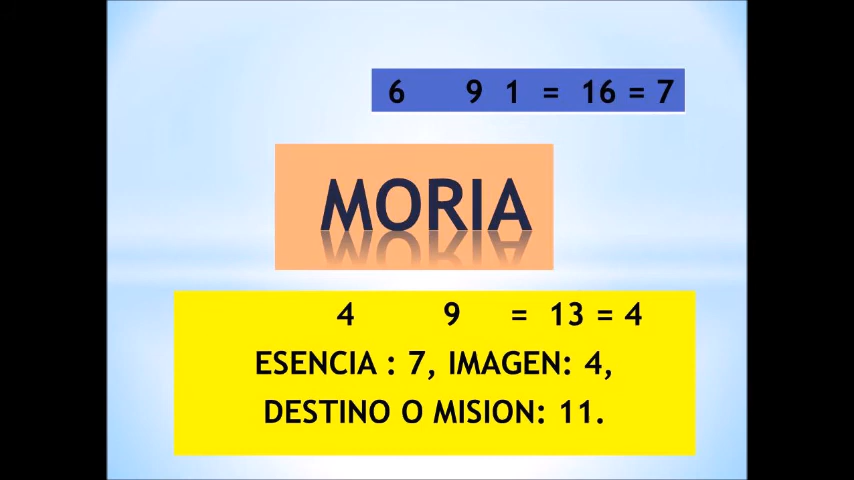 6 9 1 = 16 = 7
MORIA
4 9 = 13 = 4
ESENCIA : 7, IMAGEN: 4,
DESTINO O MISION: 11.